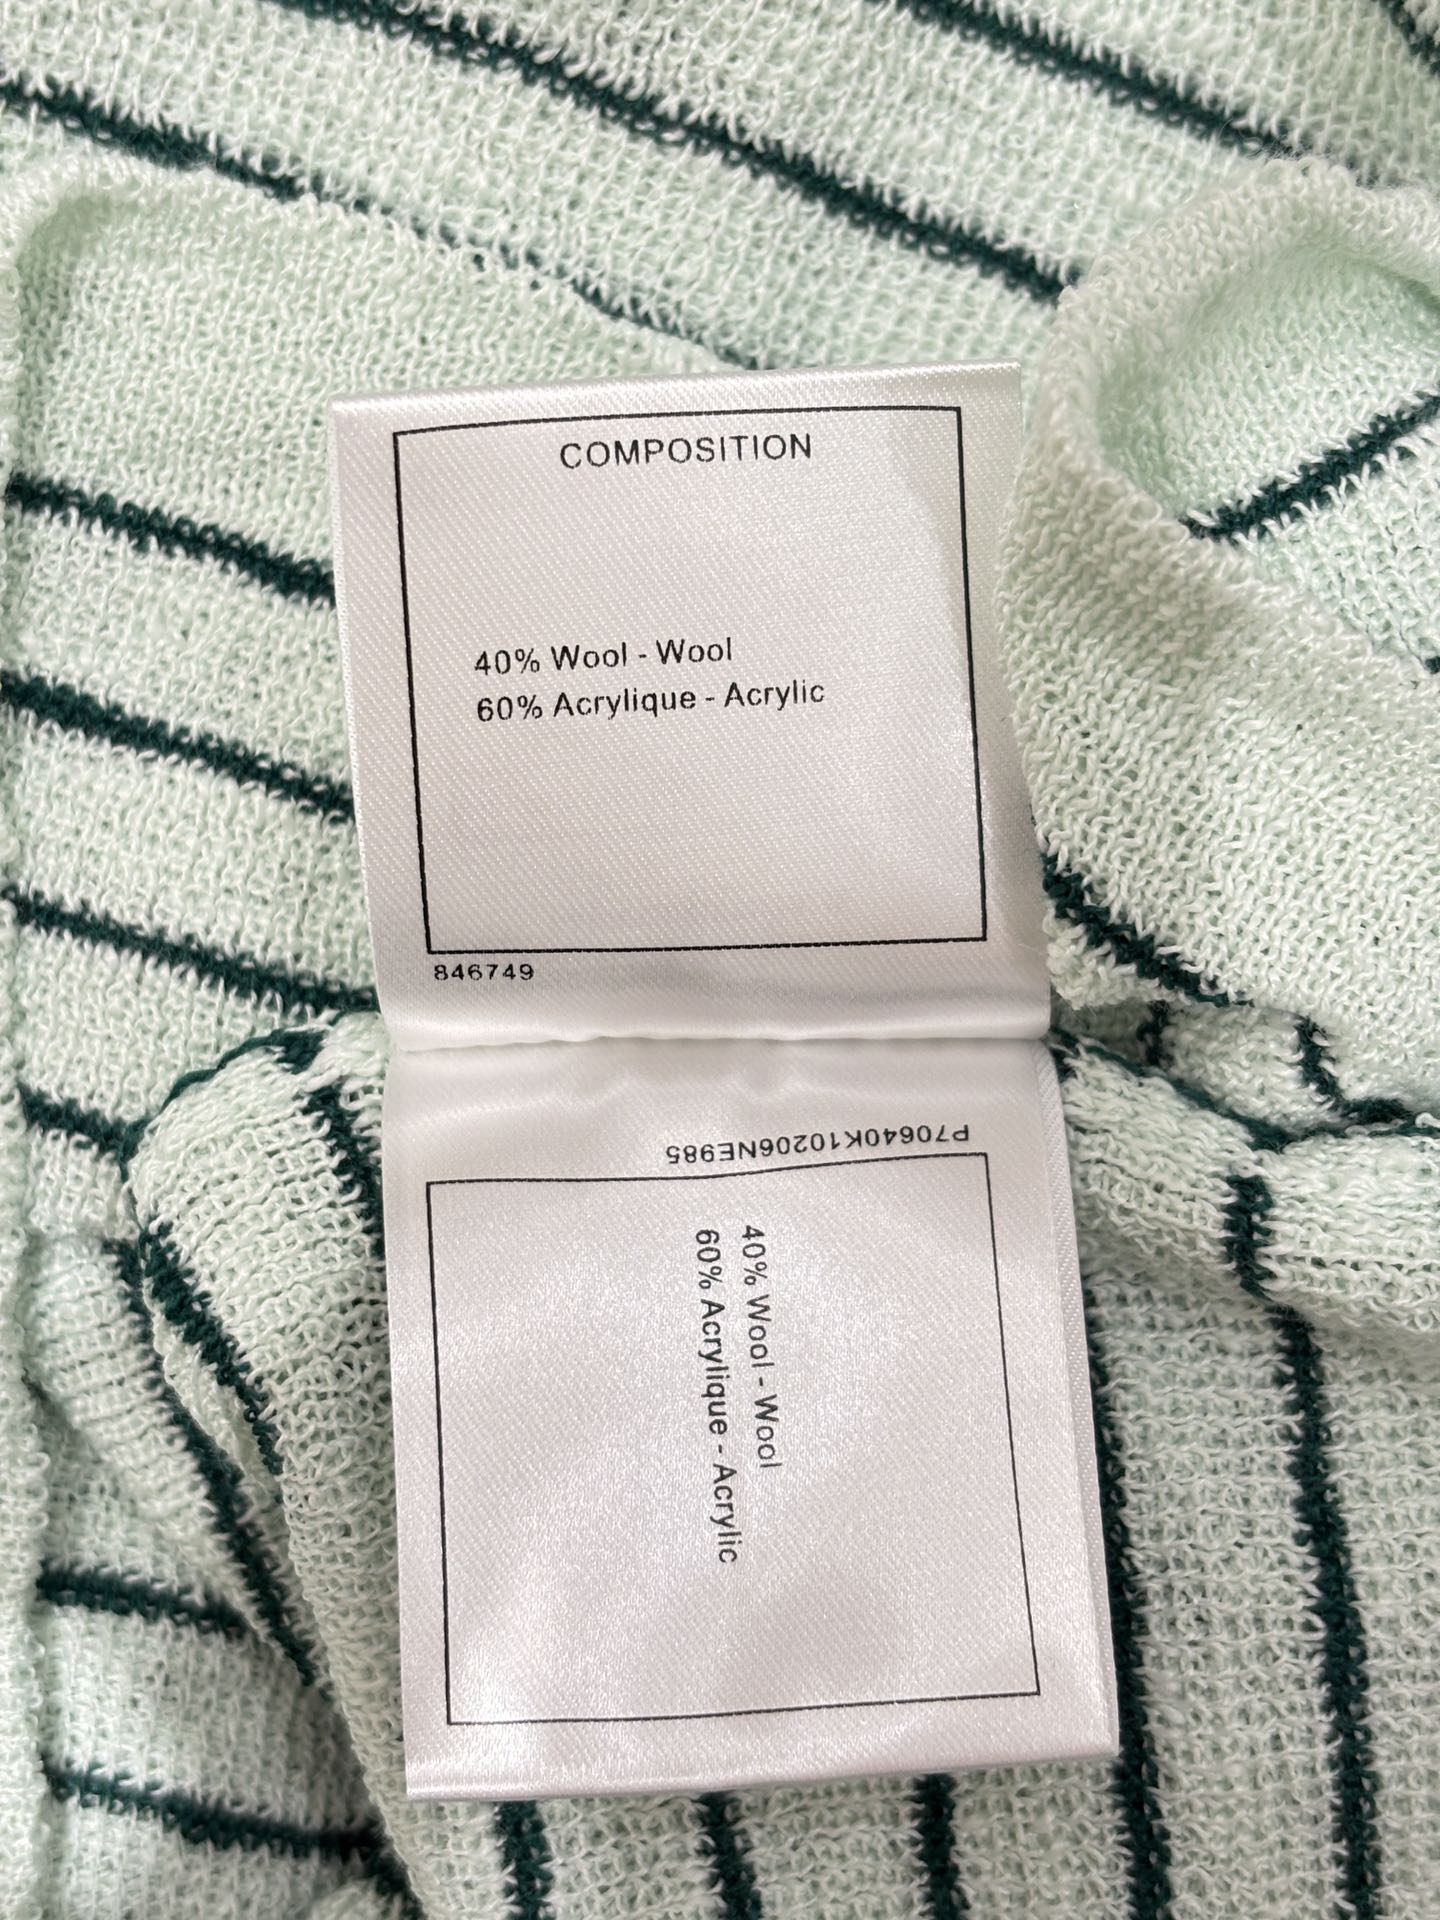 COMPOSITION
40% Wool - Wool
60% Acrylique - Acrylic
846749
P70640K10206NE985
40% Wool - Wool
60% Acrylique - Acrylic